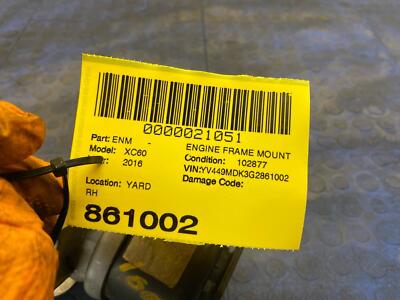 0000021051
Part: ENM - ENGINE FRAME MOUNT
Model: XC60 Condition: 102877
2016 VIN:YV449MDK3G2861002
Location: YARD Damage Code:
RH
861002